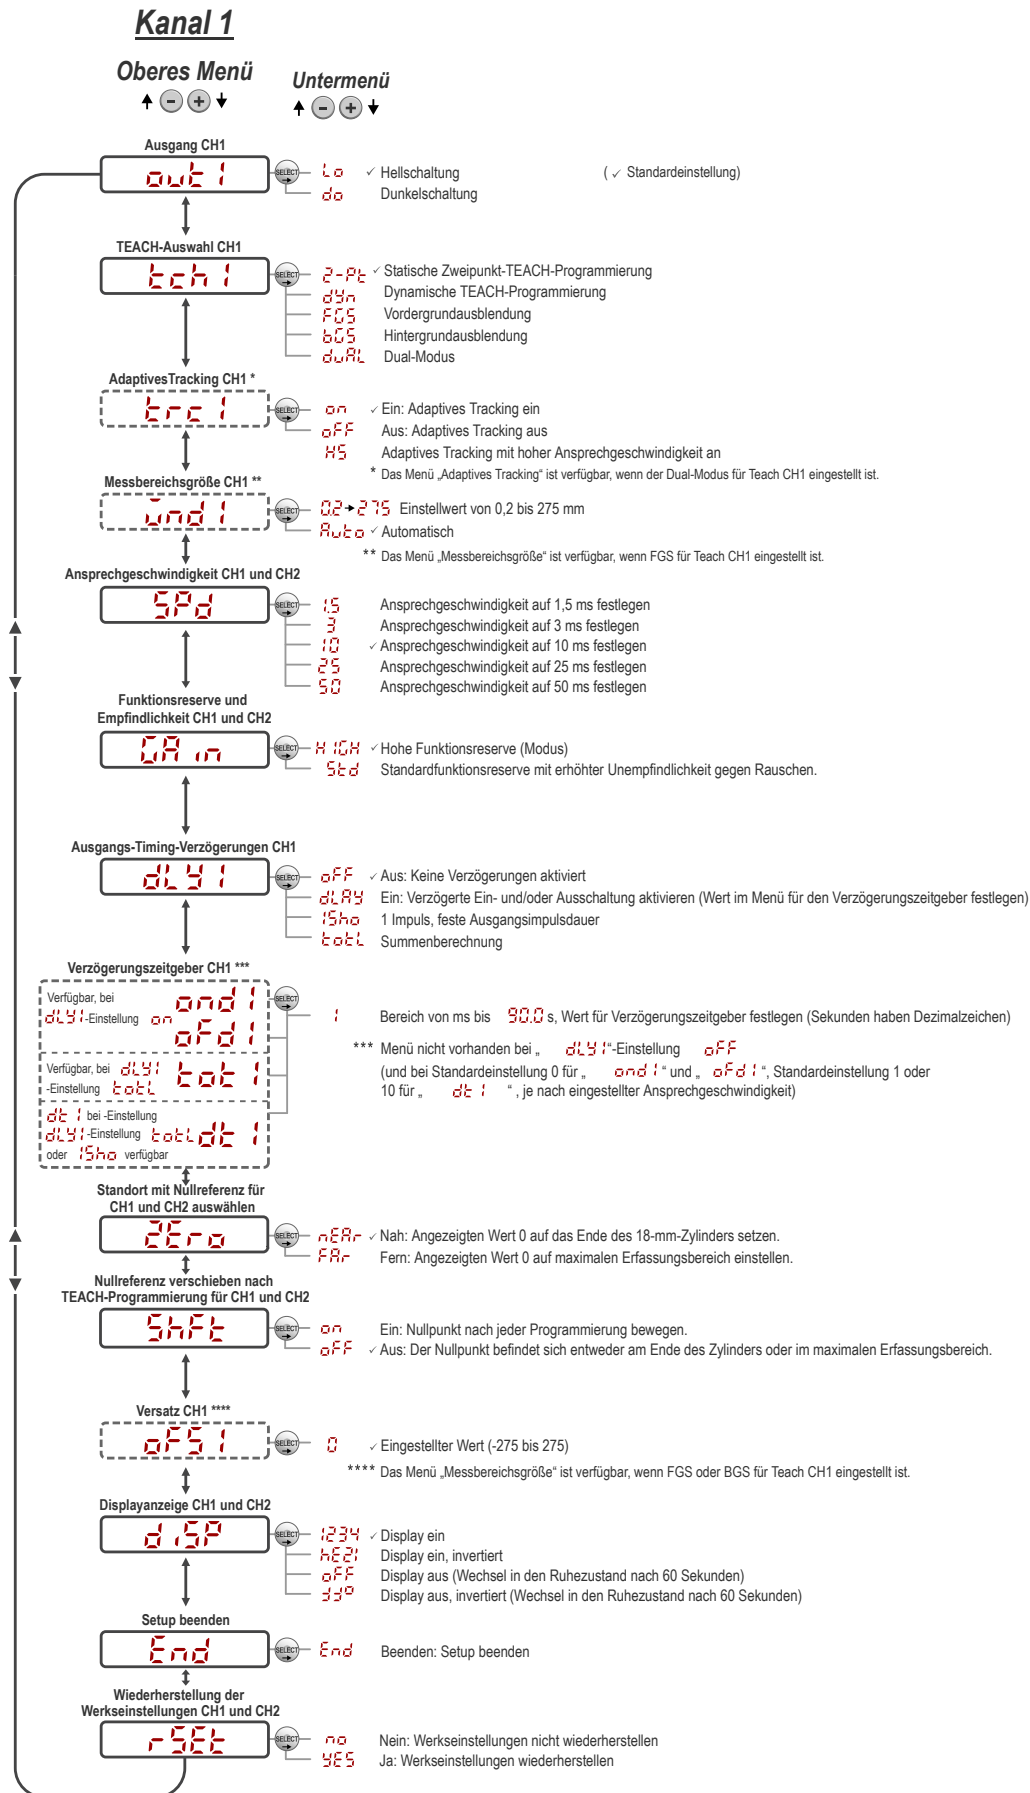 Kanal 1
Oberes Menü
Untermenü
- +
- +
Ausgang CH1
out1 SELECT Lo ✓ Hellschaltung ( ✓ Standardeinstellung)
do Dunkelschaltung
TEACH-Auswahl CH1
tch1 SELECT 2-Pt ✓ Statische Zweipunkt-TEACH-Programmierung
dyn Dynamische TEACH-Programmierung
FGS Vordergrundausblendung
bGS Hintergrundausblendung
duAL Dual-Modus
AdaptivesTracking CH1 *
trc1 SELECT on ✓ Ein: Adaptives Tracking ein
oFF Aus: Adaptives Tracking aus
HS Adaptives Tracking mit hoher Ansprechgeschwindigkeit an
* Das Menü „Adaptives Tracking“ ist verfügbar, wenn der Dual-Modus für Teach CH1 eingestellt ist.
Messbereichsgröße CH1 **
wnd1 SELECT 0.2 → 275 Einstellwert von 0,2 bis 275 mm
Auto ✓ Automatisch
** Das Menü „Messbereichsgröße“ ist verfügbar, wenn FGS für Teach CH1 eingestellt ist.
Ansprechgeschwindigkeit CH1 und CH2
SPd SELECT 1.5 Ansprechgeschwindigkeit auf 1,5 ms festlegen
3 Ansprechgeschwindigkeit auf 3 ms festlegen
10 ✓ Ansprechgeschwindigkeit auf 10 ms festlegen
25 Ansprechgeschwindigkeit auf 25 ms festlegen
50 Ansprechgeschwindigkeit auf 50 ms festlegen
Funktionsreserve und
Empfindlichkeit CH1 und CH2
GAin SELECT HIGH ✓ Hohe Funktionsreserve (Modus)
Std Standardfunktionsreserve mit erhöhter Unempfindlichkeit gegen Rauschen.
Ausgangs-Timing-Verzögerungen CH1
dLY1 SELECT oFF ✓ Aus: Keine Verzögerungen aktiviert
dLAY Ein: Verzögerte Ein- und/oder Ausschaltung aktivieren (Wert im Menü für den Verzögerungszeitgeber festlegen)
1Sho 1 Impuls, feste Ausgangsimpulsdauer
totL Summenberechnung
Verzögerungszeitgeber CH1 ***
Verfügbar, bei
dLY1-Einstellung on ond1 oFd1 SELECT
1 Bereich von ms bis 90.0 s, Wert für Verzögerungszeitgeber festlegen (Sekunden haben Dezimalzeichen)
Verfügbar, bei dLY1
-Einstellung totL tot1
dt1 bei -Einstellung
dLY1-Einstellung totL dt1
oder 1Sho verfügbar
*** Menü nicht vorhanden bei „ dLY1“-Einstellung oFF
(und bei Standardeinstellung 0 für „ ond1 “ und „ oFd1 “, Standardeinstellung 1 oder
10 für „ dt1 “, je nach eingestellter Ansprechgeschwindigkeit)
Standort mit Nullreferenz für
CH1 und CH2 auswählen
ZEro SELECT nEAr ✓ Nah: Angezeigten Wert 0 auf das Ende des 18-mm-Zylinders setzen.
FAr Fern: Angezeigten Wert 0 auf maximalen Erfassungsbereich einstellen.
Nullreferenz verschieben nach
TEACH-Programmierung für CH1 und CH2
ShFt SELECT on Ein: Nullpunkt nach jeder Programmierung bewegen.
oFF ✓ Aus: Der Nullpunkt befindet sich entweder am Ende des Zylinders oder im maximalen Erfassungsbereich.
Versatz CH1 ****
oFS1 SELECT 0 ✓ Eingestellter Wert (-275 bis 275)
**** Das Menü „Messbereichsgröße“ ist verfügbar, wenn FGS oder BGS für Teach CH1 eingestellt ist.
Displayanzeige CH1 und CH2
diSP SELECT 1234 ✓ Display ein
Display ein, invertiert
oFF Display aus (Wechsel in den Ruhezustand nach 60 Sekunden)
Display aus, invertiert (Wechsel in den Ruhezustand nach 60 Sekunden)
Setup beenden
End SELECT End Beenden: Setup beenden
Wiederherstellung der
Werkseinstellungen CH1 und CH2
rSEt SELECT no Nein: Werkseinstellungen nicht wiederherstellen
YES Ja: Werkseinstellungen wiederherstellen